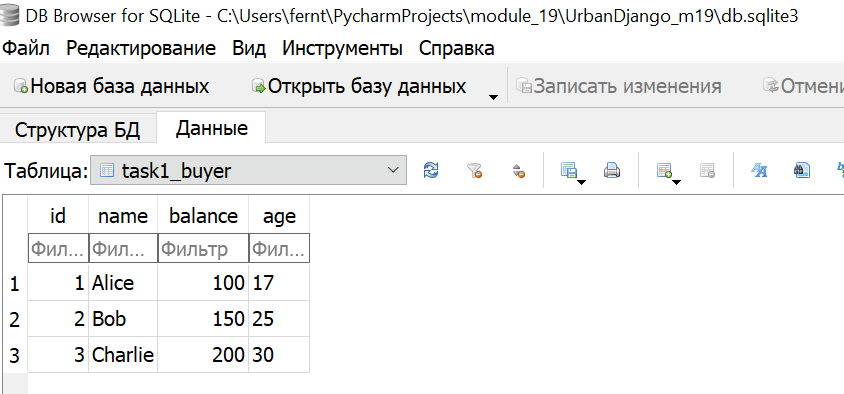 DB Browser for SQLite - C:\Users\fernt\PycharmProjects\module_19\UrbanDjango_m19\db.sqlite3
Файл Редактирование Вид Инструменты Справка
Новая база данных Открыть базу данных Записать изменения Отмени
Структура БД Данные
Таблица: task1_buyer
id name balance age
Фил... Фил... Фильтр Фил...
1 1 Alice 100 17
2 2 Bob 150 25
3 3 Charlie 200 30